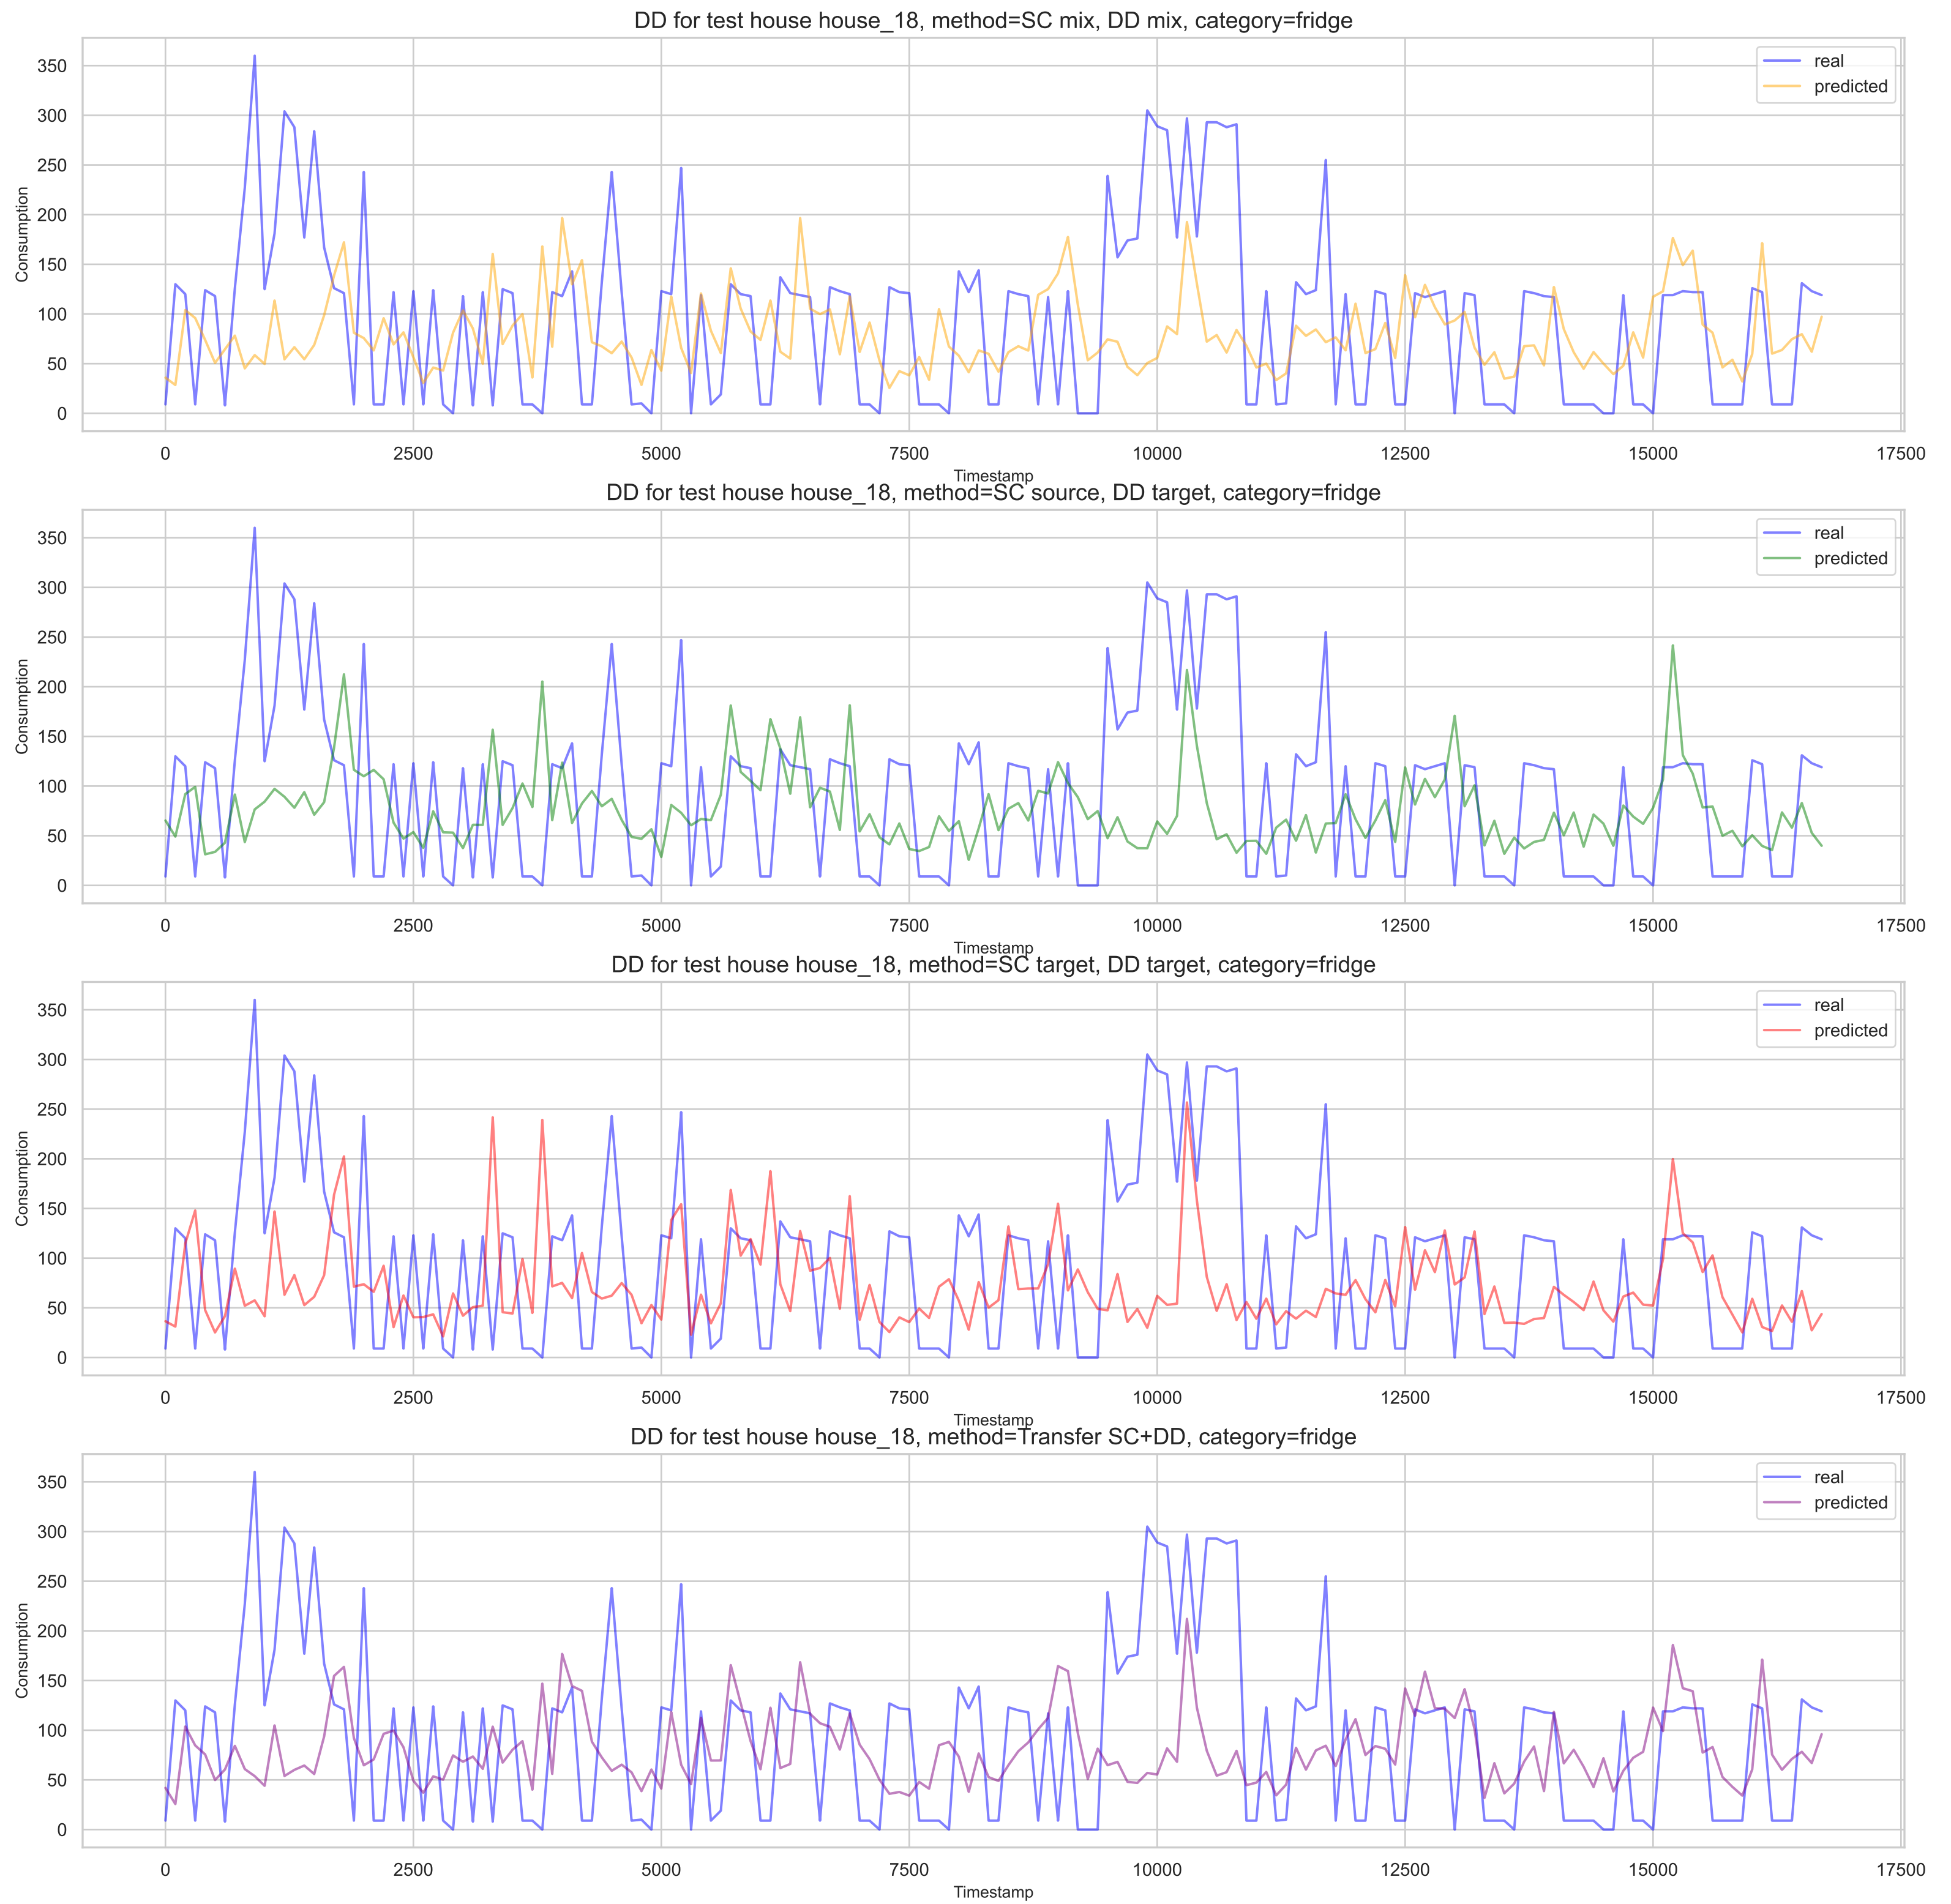 DD for test house house_18, method=SC mix, DD mix, category=fridge
350
300
250
200
150
100
50
0
Consumption
real
predicted
0 2500 5000 7500 10000 12500 15000 17500
Timestamp
DD for test house house_18, method=SC source, DD target, category=fridge
350
300
250
200
150
100
50
0
Consumption
real
predicted
0 2500 5000 7500 10000 12500 15000 17500
Timestamp
DD for test house house_18, method=SC target, DD target, category=fridge
350
300
250
200
150
100
50
0
Consumption
real
predicted
0 2500 5000 7500 10000 12500 15000 17500
Timestamp
DD for test house house_18, method=Transfer SC+DD, category=fridge
350
300
250
200
150
100
50
0
Consumption
real
predicted
0 2500 5000 7500 10000 12500 15000 17500
Timestamp